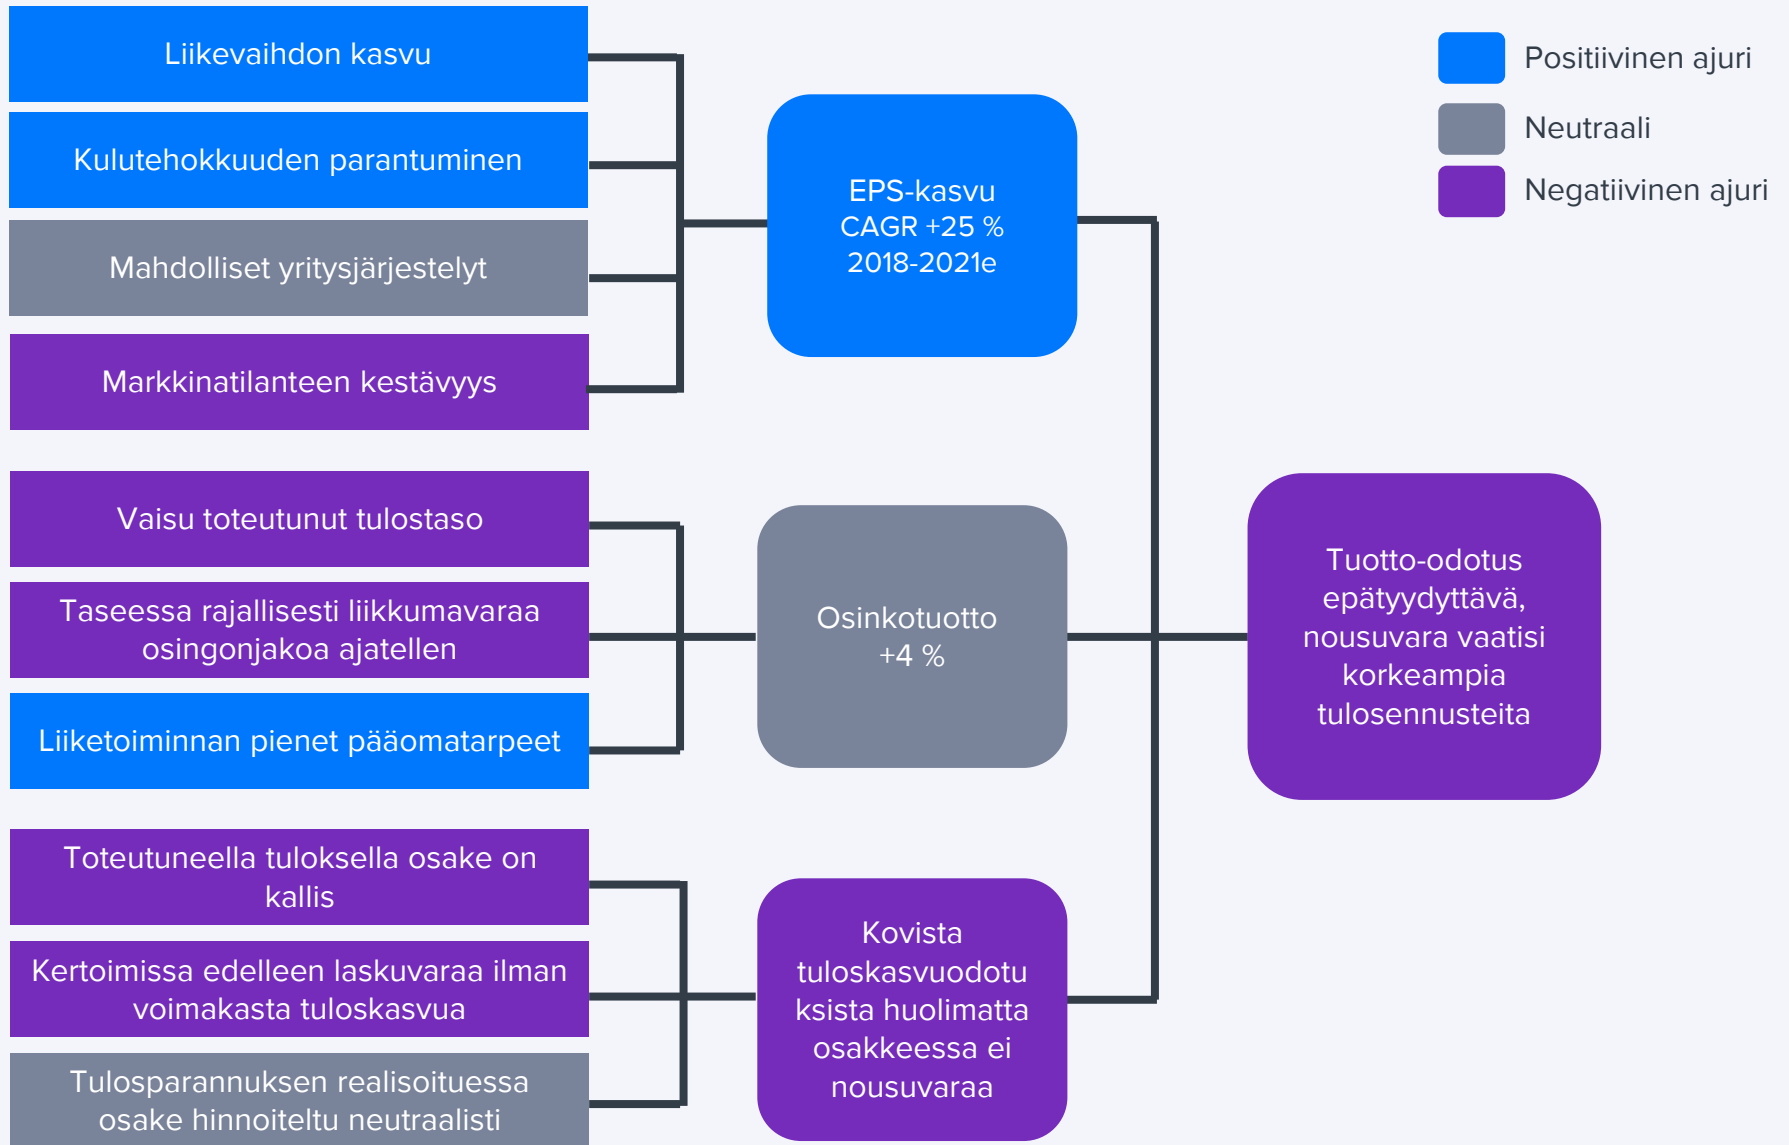 Liikevaihdon kasvu
Kulutehokkuuden parantuminen
Mahdolliset yritysjärjestelyt
Markkinatilanteen kestävyys
EPS-kasvu
CAGR +25 %
2018-2021e
Positiivinen ajuri
Neutraali
Negatiivinen ajuri
Vaisu toteutunut tulostaso
Taseessa rajallisesti liikkumavaraa
osingonjakoa ajatellen
Liiketoiminnan pienet pääomatarpeet
Osinkotuotto
+4 %
Tuotto-odotus
epätyydyttävä,
nousuvara vaatisi
korkeampia
tulosennusteita
Toteutuneella tuloksella osake on
kallis
Kertoimissa edelleen laskuvaraa ilman
voimakasta tuloskasvua
Tulosparannuksen realisoituessa
osake hinnoiteltu neutraalisti
Kovista
tuloskasvuodotu
ksista huolimatta
osakkeessa ei
nousuvaraa